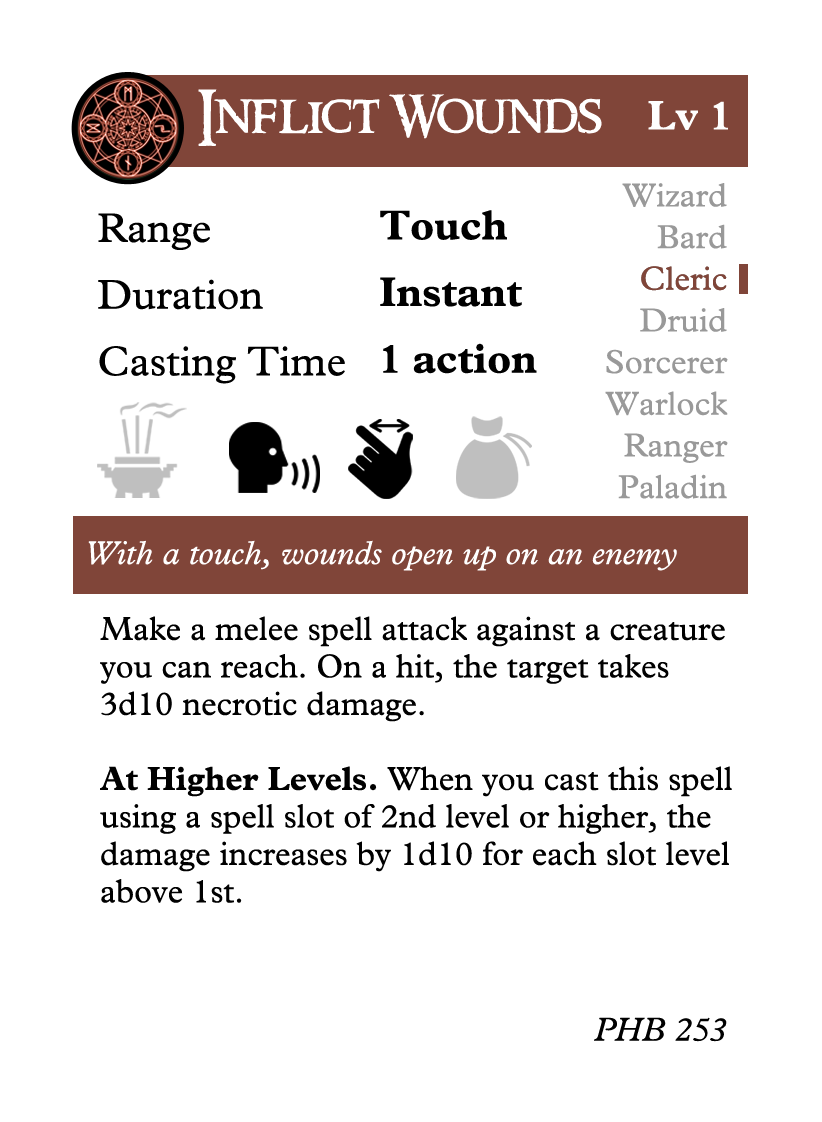 INFLICT WOUNDS Lv 1
Range Touch
Duration Instant
Casting Time 1 action
Wizard
Bard
Cleric
Druid
Sorcerer
Warlock
Ranger
Paladin
With a touch, wounds open up on an enemy
Make a melee spell attack against a creature
you can reach. On a hit, the target takes
3d10 necrotic damage.
At Higher Levels. When you cast this spell
using a spell slot of 2nd level or higher, the
damage increases by 1d10 for each slot level
above 1st.
PHB 253